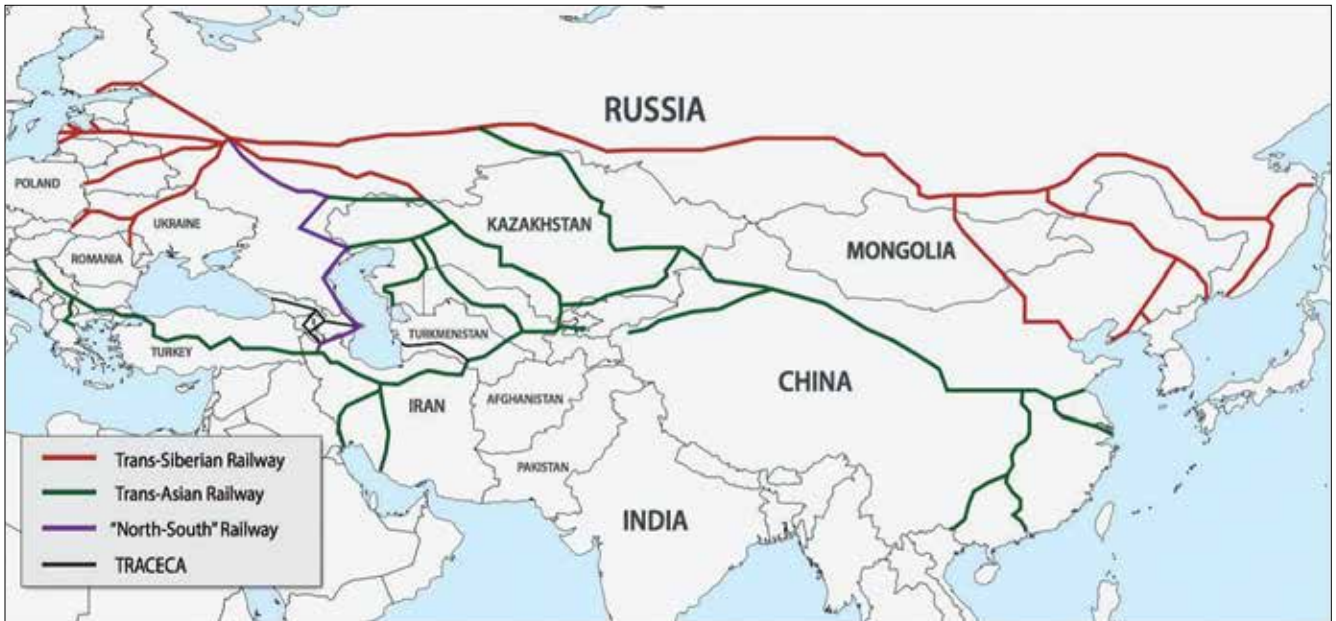 RUSSIA
POLAND
UKRAINE
KAZAKHSTAN
MONGOLIA
ROMANIA
TURKMENISTAN
TURKEY
CHINA
IRAN
AFGHANISTAN
PAKISTAN
INDIA
Trans-Siberian Railway
Trans-Asian Railway
"North-South" Railway
TRACECA